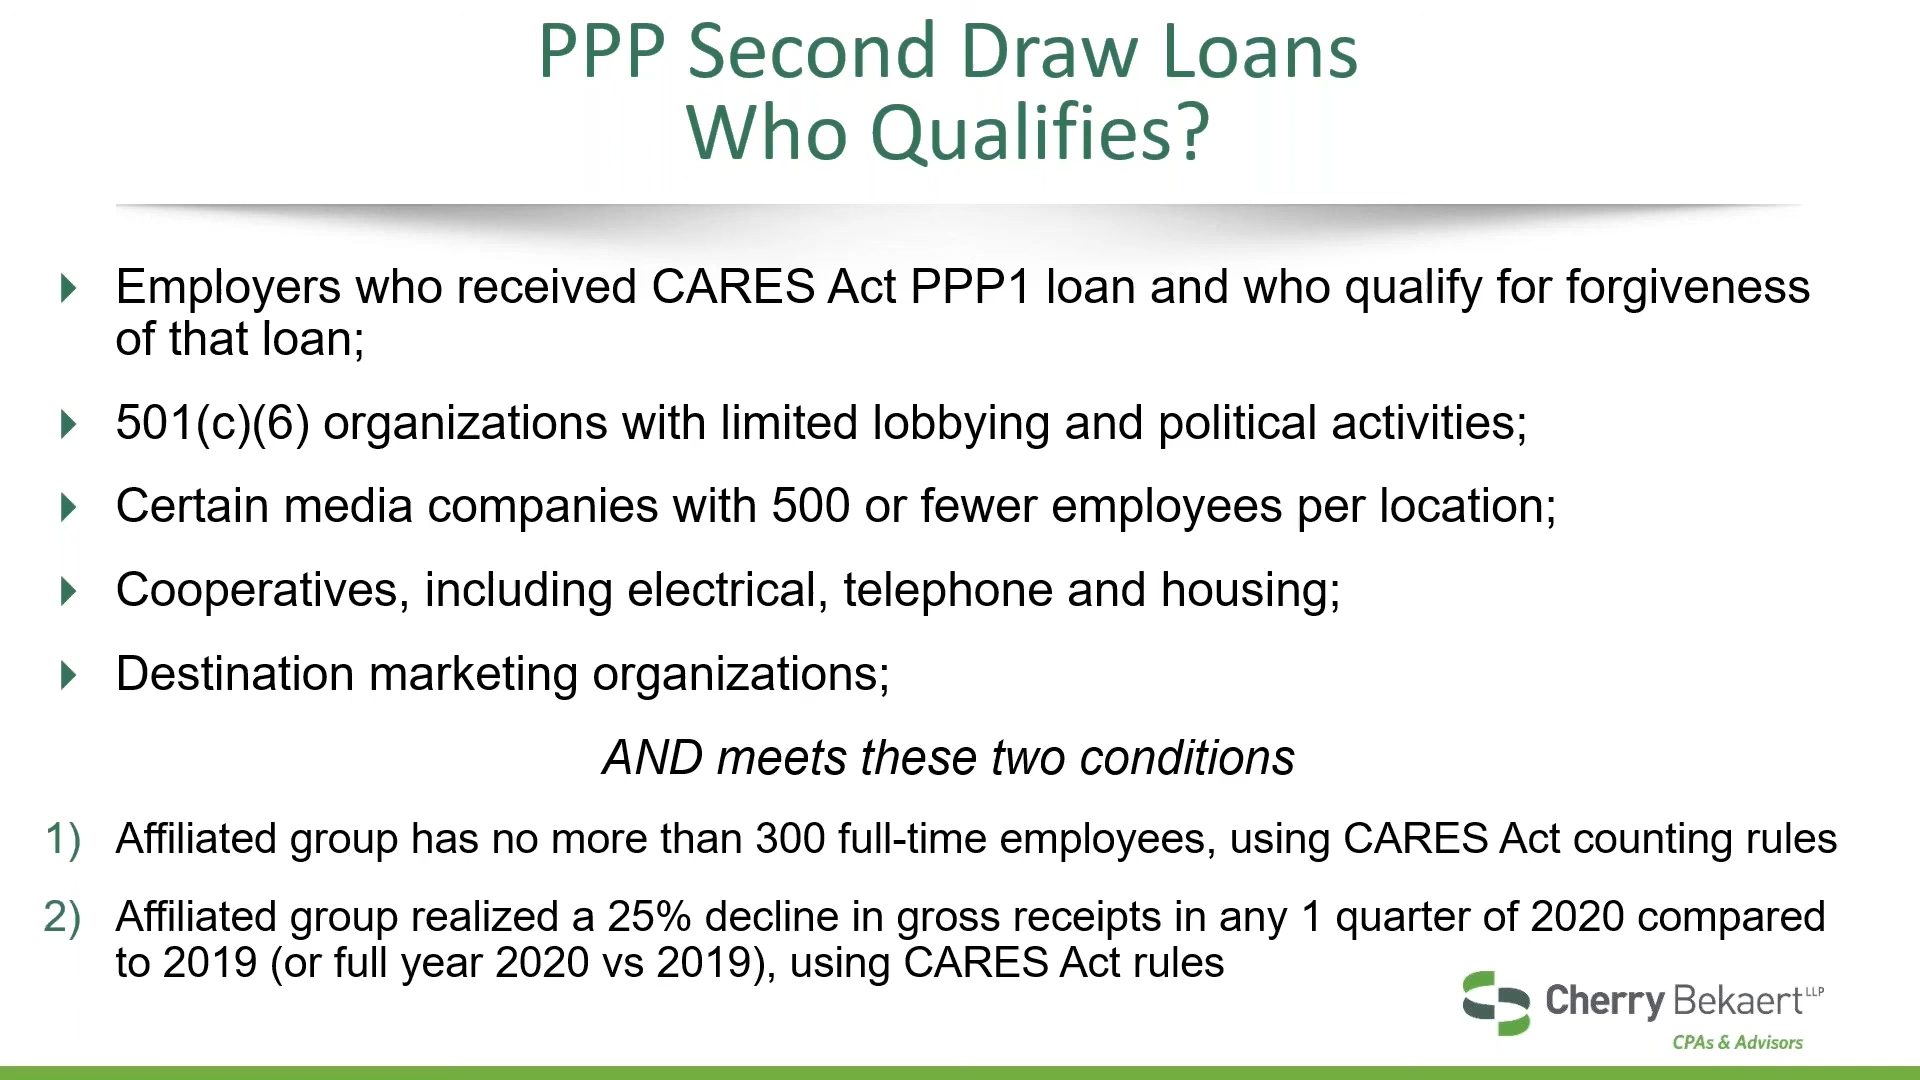 PPP Second Draw Loans
Who Qualifies?
Employers who received CARES Act PPP1 loan and who qualify for forgiveness
of that loan;
501(c)(6) organizations with limited lobbying and political activities;
Certain media companies with 500 or fewer employees per location;
Cooperatives, including electrical, telephone and housing;
Destination marketing organizations;
AND meets these two conditions
1) Affiliated group has no more than 300 full-time employees, using CARES Act counting rules
2) Affiliated group realized a 25% decline in gross receipts in any 1 quarter of 2020 compared
to 2019 (or full year 2020 vs 2019), using CARES Act rules
Cherry Bekaert LLP
CPAs & Advisors